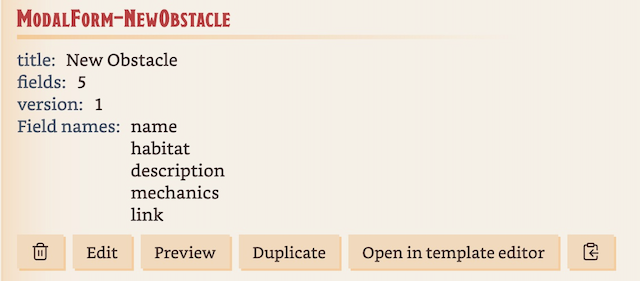 ModalForm-NewObstacle
title: New Obstacle
fields: 5
version: 1
Field names: name
habitat
description
mechanics
link
Edit Preview Duplicate Open in template editor